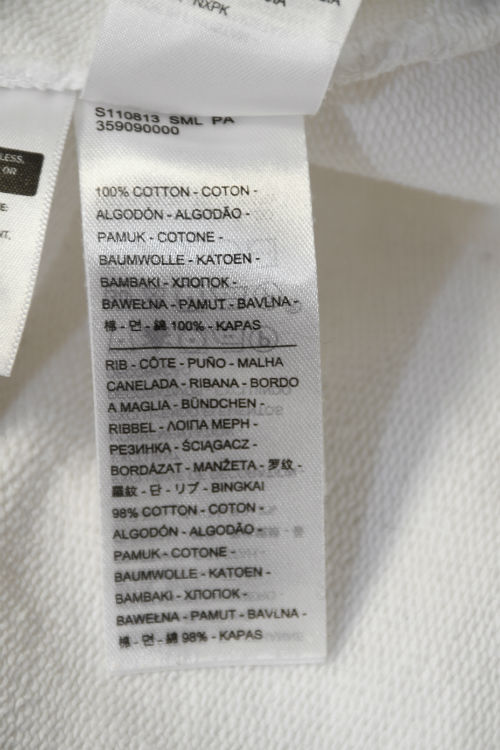 NXPK
LESS,
OR
S110813 SML PA
359090000
100% COTTON - COTON -
ALGODÓN - ALGODÃO -
PAMUK - COTONE -
BAUMWOLLE - KATOEN -
BAMBAKI - ХЛОПОК -
BAWEŁNA - PAMUT - BAVLNA -
棉 - 면 - 綿 100% - KAPAS
RIB - CÔTE - PUÑO - MALHA
CANELADA - RIBANA - BORDO
A MAGLIA - BÜNDCHEN -
RIBBEL - ΛΟΙΠΑ ΜΕΡΗ -
РЕЗИНКА - ŚCIĄGACZ -
BORDÁZAT - MANŽETA - 罗纹 -
羅紋 - 단 - リブ - BINGKAI
98% COTTON - COTON -
ALGODÓN - ALGODÃO -
PAMUK - COTONE -
BAUMWOLLE - KATOEN -
BAMBAKI - ХЛОПОК -
BAWEŁNA - PAMUT - BAVLNA -
棉 - 면 - 綿 98% - KAPAS